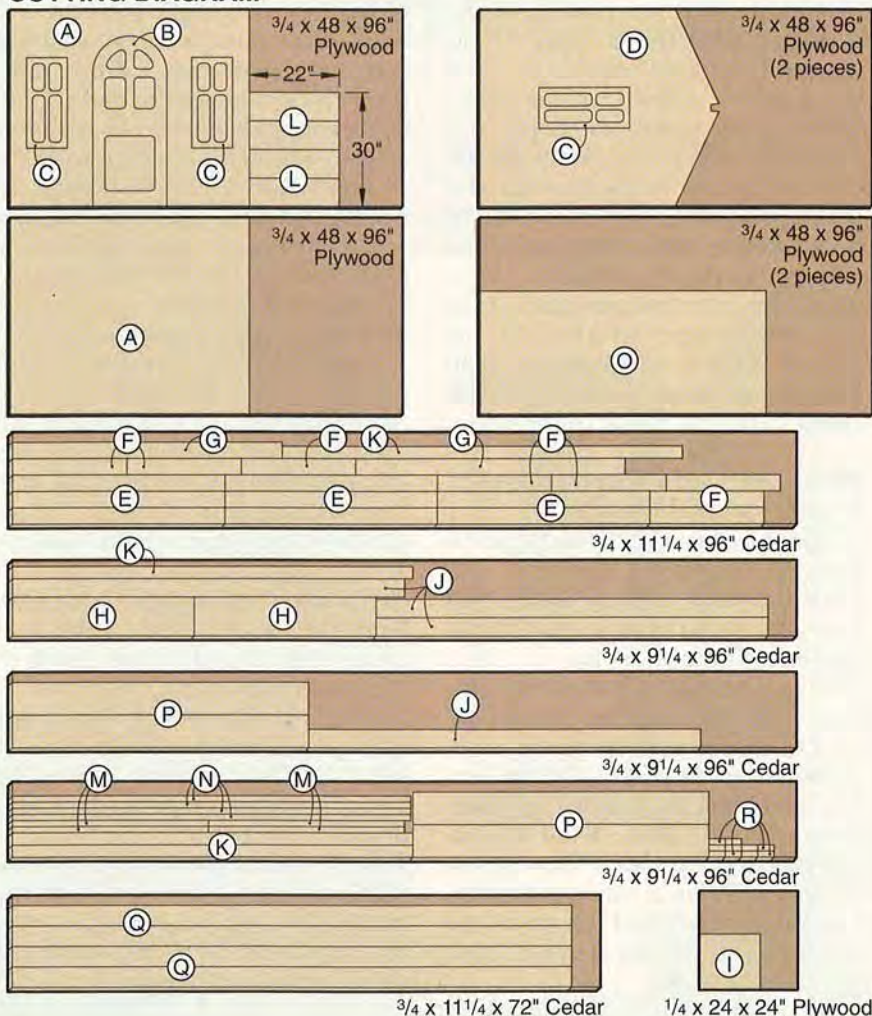 CUTTING DIAGRAM
A
B
3/4 x 48 x 96"
Plywood
22"
L
30"
L
C
C
D
3/4 x 48 x 96"
Plywood
(2 pieces)
C
3/4 x 48 x 96"
Plywood
A
3/4 x 48 x 96"
Plywood
(2 pieces)
O
F G F K G F
E E E F
3/4 x 11 1/4 x 96" Cedar
K
J
H H
3/4 x 9 1/4 x 96" Cedar
P
J
3/4 x 9 1/4 x 96" Cedar
M N M
P
R
K
3/4 x 9 1/4 x 96" Cedar
Q
Q
3/4 x 11 1/4 x 72" Cedar
I
1/4 x 24 x 24" Plywood